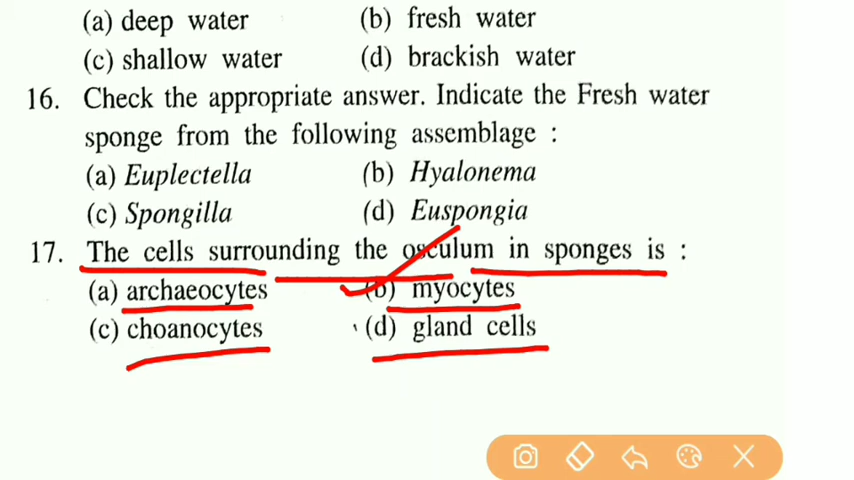 (a) deep water (b) fresh water
(c) shallow water (d) brackish water
16. Check the appropriate answer. Indicate the Fresh water
sponge from the following assemblage :
(a) Euplectella (b) Hyalonema
(c) Spongilla (d) Euspongia
17. The cells surrounding the osculum in sponges is :
(a) archaeocytes (b) myocytes
(c) choanocytes (d) gland cells